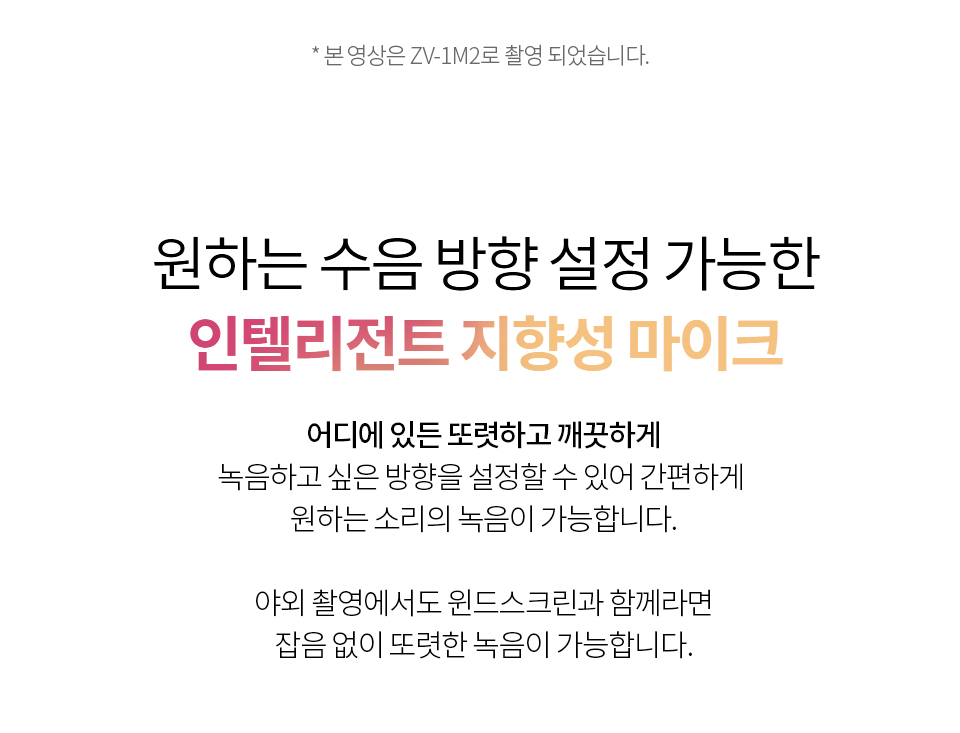 * 본 영상은 ZV-1M2로 촬영 되었습니다.
원하는 수음 방향 설정 가능한
인텔리전트 지향성 마이크
어디에 있든 또렷하고 깨끗하게
녹음하고 싶은 방향을 설정할 수 있어 간편하게
원하는 소리의 녹음이 가능합니다.
야외 촬영에서도 윈드스크린과 함께라면
잡음 없이 또렷한 녹음이 가능합니다.